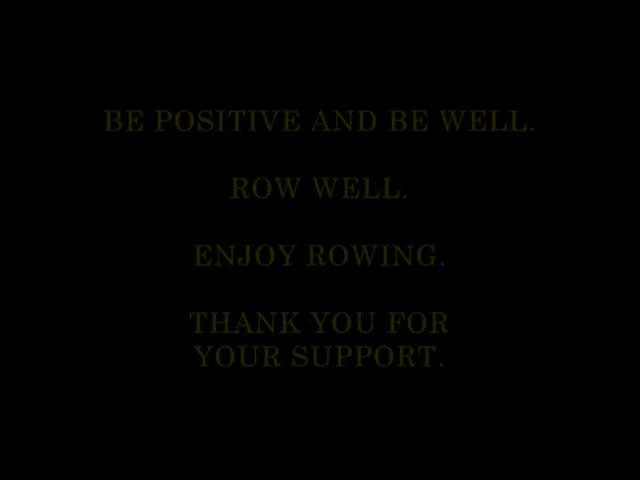 BE POSITIVE AND BE WELL.
ROW WELL.
ENJOY ROWING.
THANK YOU FOR
YOUR SUPPORT.